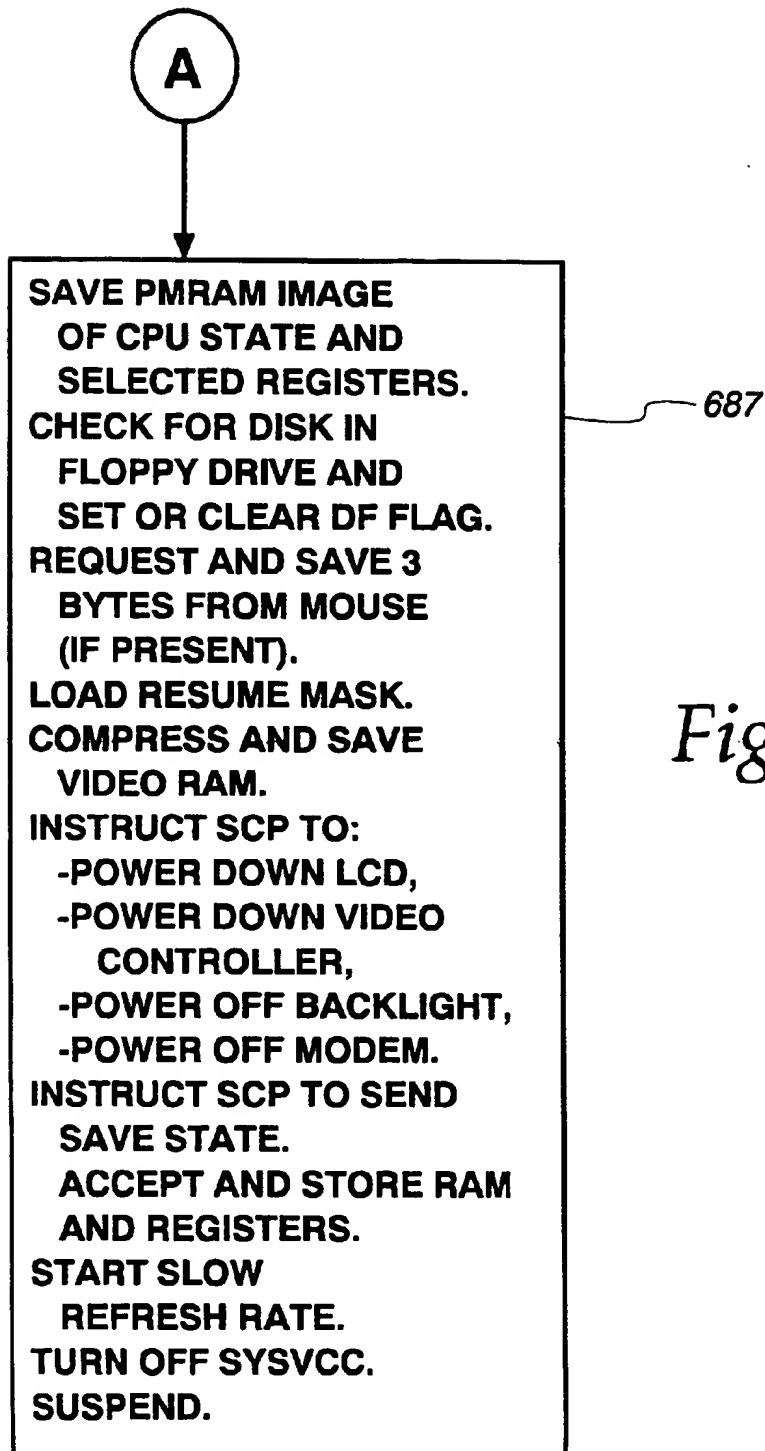 A
SAVE PMRAM IMAGE
OF CPU STATE AND
SELECTED REGISTERS.
CHECK FOR DISK IN
FLOPPY DRIVE AND
SET OR CLEAR DF FLAG.
687
REQUEST AND SAVE 3
BYTES FROM MOUSE
(IF PRESENT).
LOAD RESUME MASK.
COMPRESS AND SAVE
VIDEO RAM.
Fig
INSTRUCT SCP TO:
-POWER DOWN LCD,
-POWER DOWN VIDEO
CONTROLLER,
-POWER OFF BACKLIGHT,
-POWER OFF MODEM.
INSTRUCT SCP TO SEND
SAVE STATE.
ACCEPT AND STORE RAM
AND REGISTERS.
START SLOW
REFRESH RATE.
TURN OFF SYSVCC.
SUSPEND.